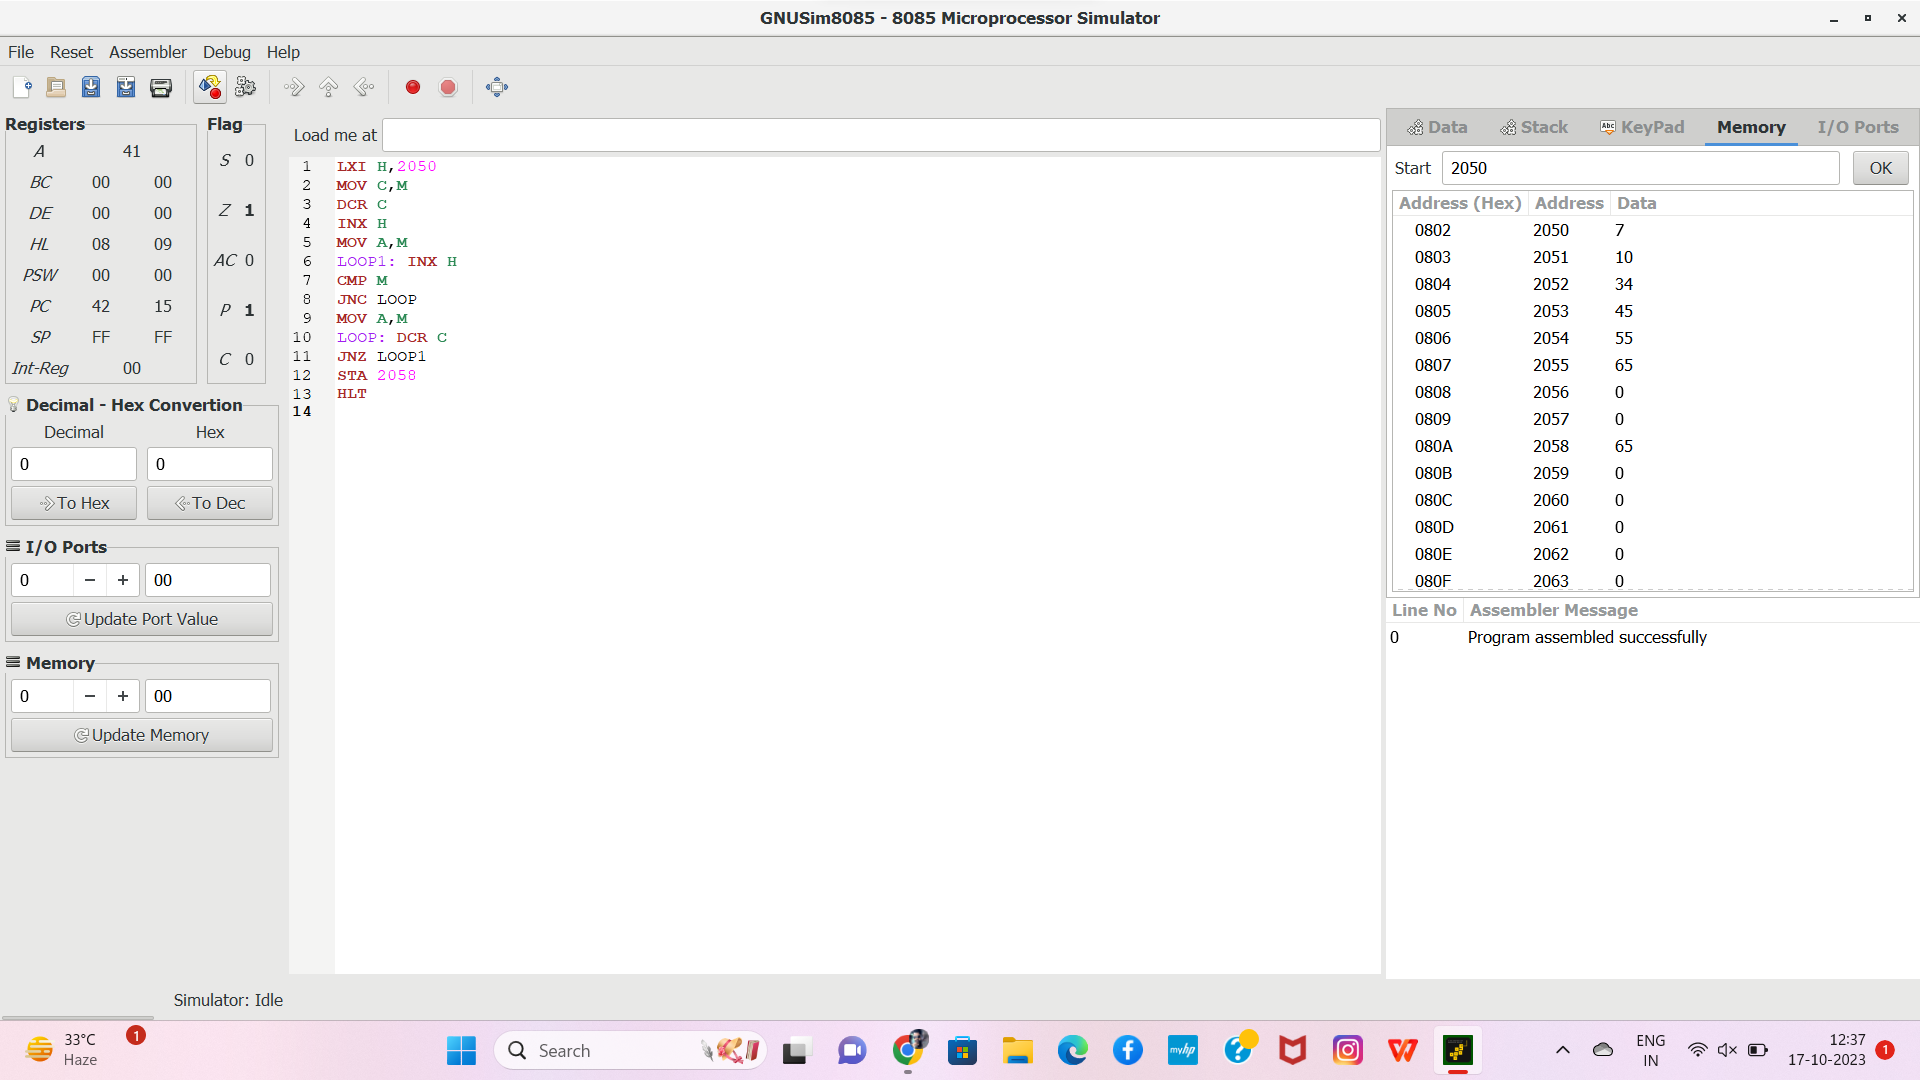 GNUSim8085 - 8085 Microprocessor Simulator
File Reset Assembler Debug Help
Registers
A 41
BC 00 00
DE 00 00
HL 08 09
PSW 00 00
PC 42 15
SP FF FF
Int-Reg 00
Flag
S 0
Z 1
AC 0
P 1
C 0
Decimal - Hex Convertion
Decimal Hex
0 0
To Hex To Dec
I/O Ports
0 − + 00
Update Port Value
Memory
0 − + 00
Update Memory
Load me at
1 LXI H,2050
2 MOV C,M
3 DCR C
4 INX H
5 MOV A,M
6 LOOP1: INX H
7 CMP M
8 JNC LOOP
9 MOV A,M
10 LOOP: DCR C
11 JNZ LOOP1
12 STA 2058
13 HLT
14
Data Stack Abc KeyPad Memory I/O Ports
Start 2050 OK
Address (Hex) Address Data
0802 2050 7
0803 2051 10
0804 2052 34
0805 2053 45
0806 2054 55
0807 2055 65
0808 2056 0
0809 2057 0
080A 2058 65
080B 2059 0
080C 2060 0
080D 2061 0
080E 2062 0
080F 2063 0
Line No Assembler Message
0 Program assembled successfully
Simulator: Idle
33°C
Haze
1
Search
myhp
ENG
IN
12:37
17-10-2023
1